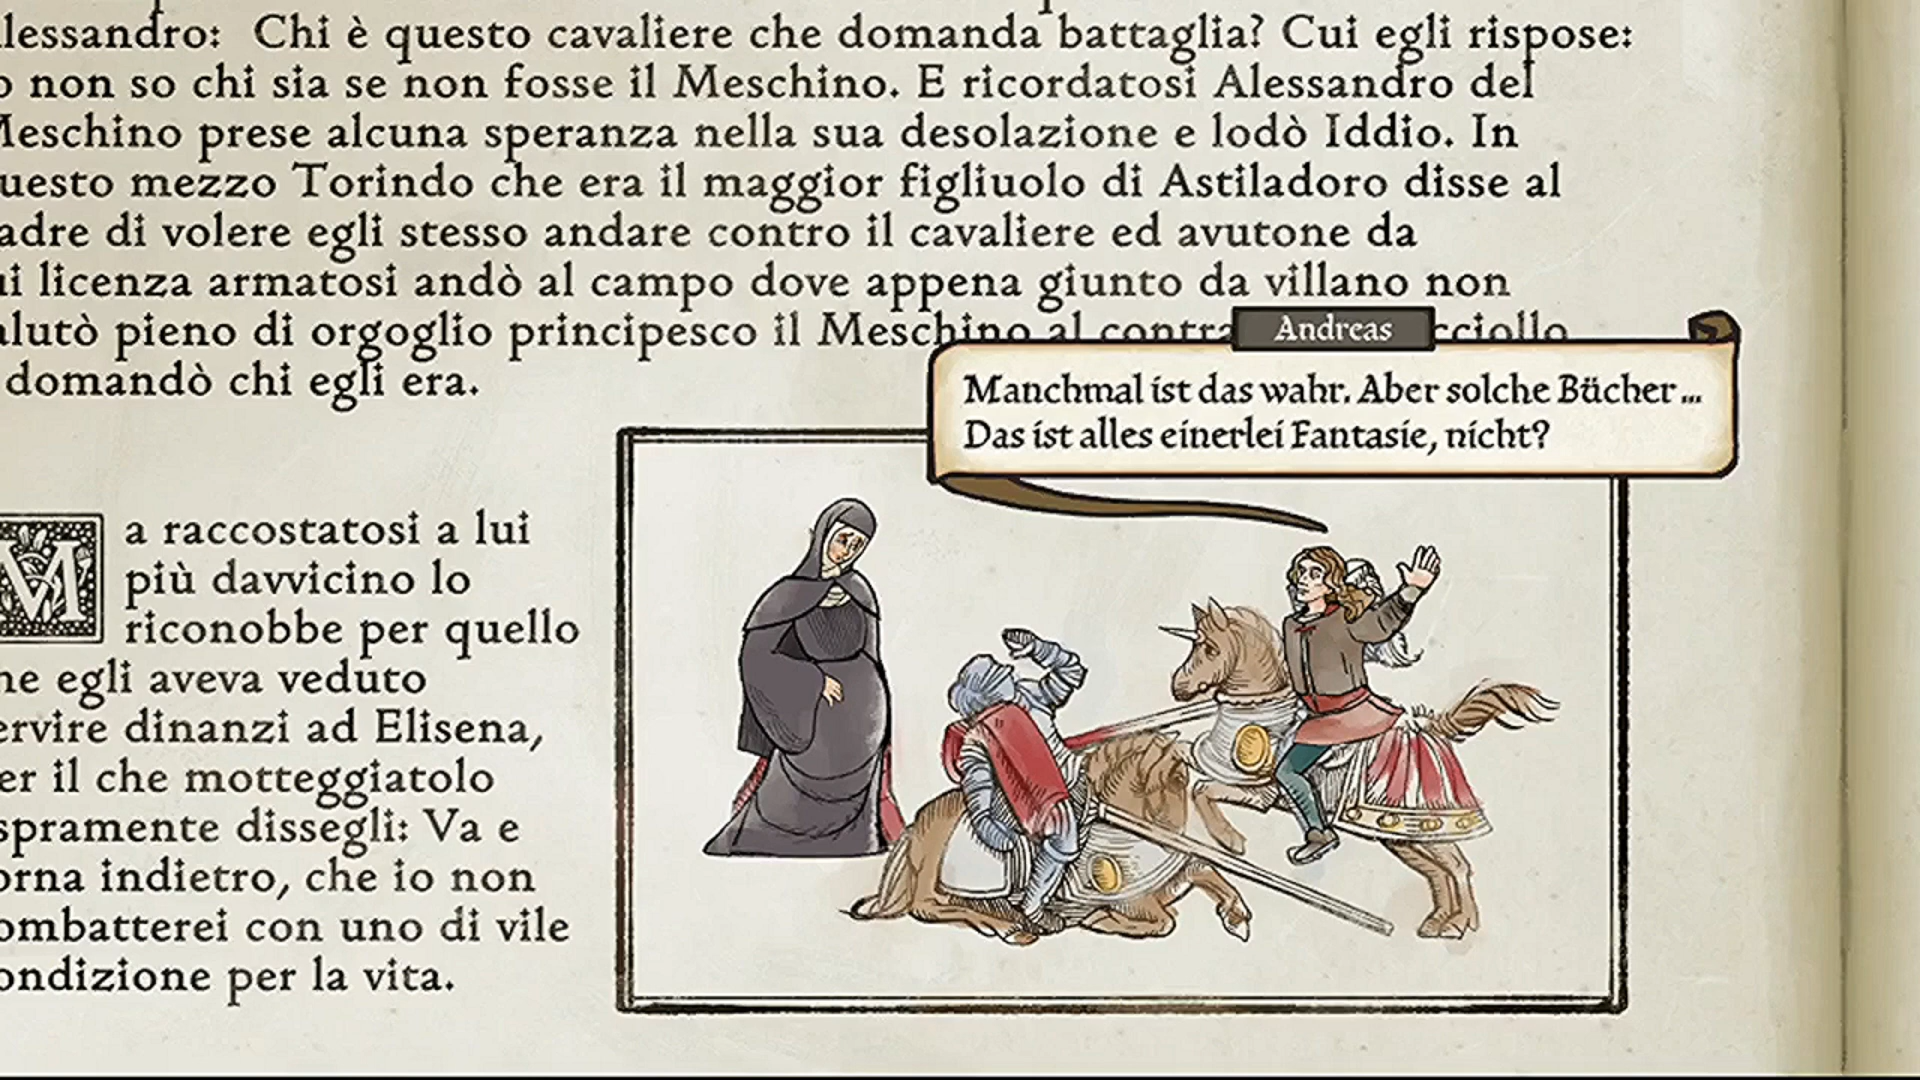 lessandro: Chi è questo cavaliere che domanda battaglia? Cui egli rispose:
o non so chi sia se non fosse il Meschino. E ricordatosi Alessandro del
Meschino prese alcuna speranza nella sua desolazione e lodò Iddio. In
uesto mezzo Torindo che era il maggior figliuolo di Astiladoro disse al
adre di volere egli stesso andare contro il cavaliere ed avutone da
ui licenza armatosi andò al campo dove appena giunto da villano non
alutò pieno di orgoglio principesco il Meschino al contra cciollo
domandò chi egli era.
Andreas
Manchmal ist das wahr. Aber solche Bücher ...
Das ist alles einerlei Fantasie, nicht?
Ma raccostatosi a lui
più davvicino lo
riconobbe per quello
he egli aveva veduto
ervire dinanzi ad Elisena,
er il che motteggiatolo
spramente dissegli: Va e
orna indietro, che io non
ombatterei con uno di vile
ondizione per la vita.